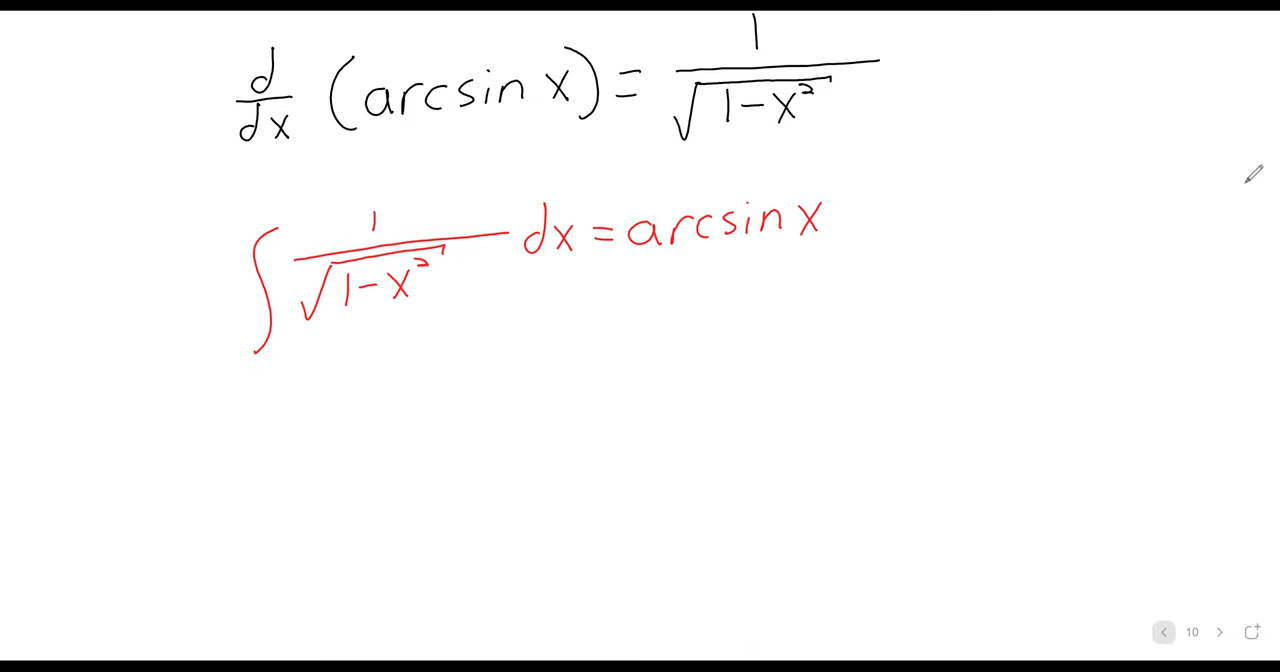 d/dx (arcsin x) = 1/√(1-x²)
∫ 1/√(1-x²) dx = arcsin x
10